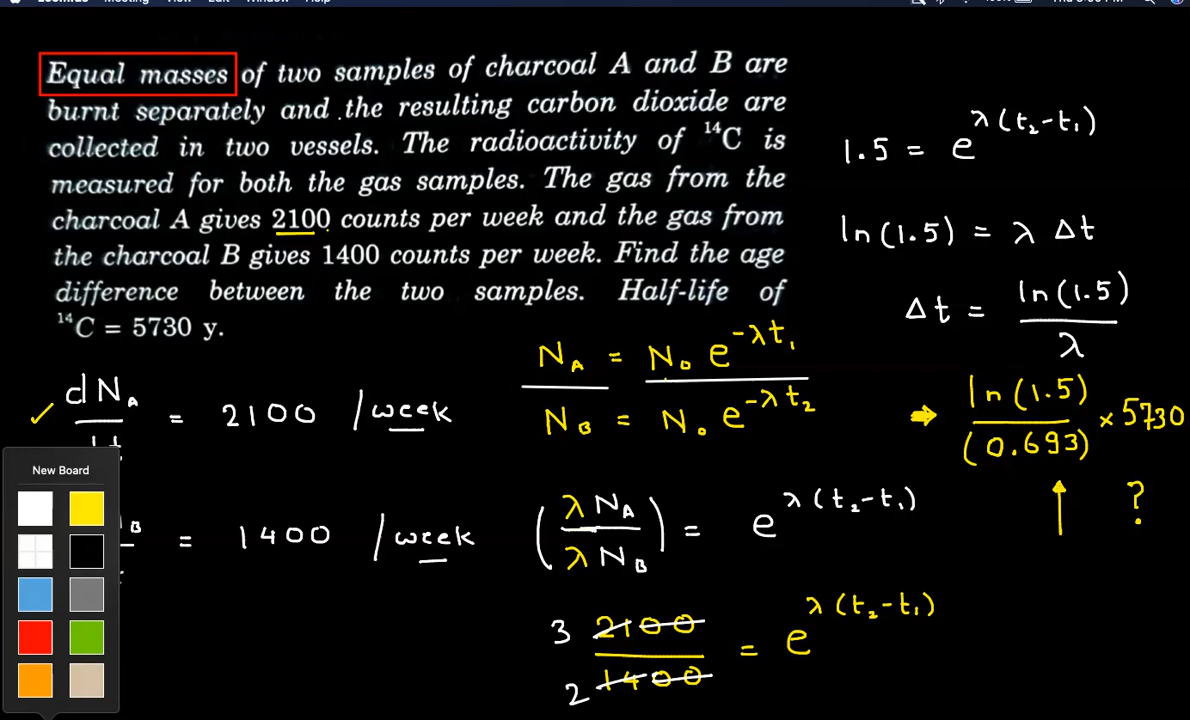 Equal masses of two samples of charcoal A and B are
burnt separately and the resulting carbon dioxide are
collected in two vessels. The radioactivity of ¹⁴C is
measured for both the gas samples. The gas from the
charcoal A gives 2100 counts per week and the gas from
the charcoal B gives 1400 counts per week. Find the age
difference between the two samples. Half-life of
¹⁴C = 5730 y.
dN_A = 2100 /week
New Board
B = 1400 /week
N_A = N₀ e^(-λt₁)
N_B = N₀ e^(-λt₂)
(λN_A / λN_B) = e^(λ(t₂-t₁))
3 2100
2 1400 = e^(λ(t₂-t₁))
1.5 = e^(λ(t₂-t₁))
ln(1.5) = λ Δt
Δt = ln(1.5) / λ
→ ln(1.5) / (0.693) × 5730
↑ ?